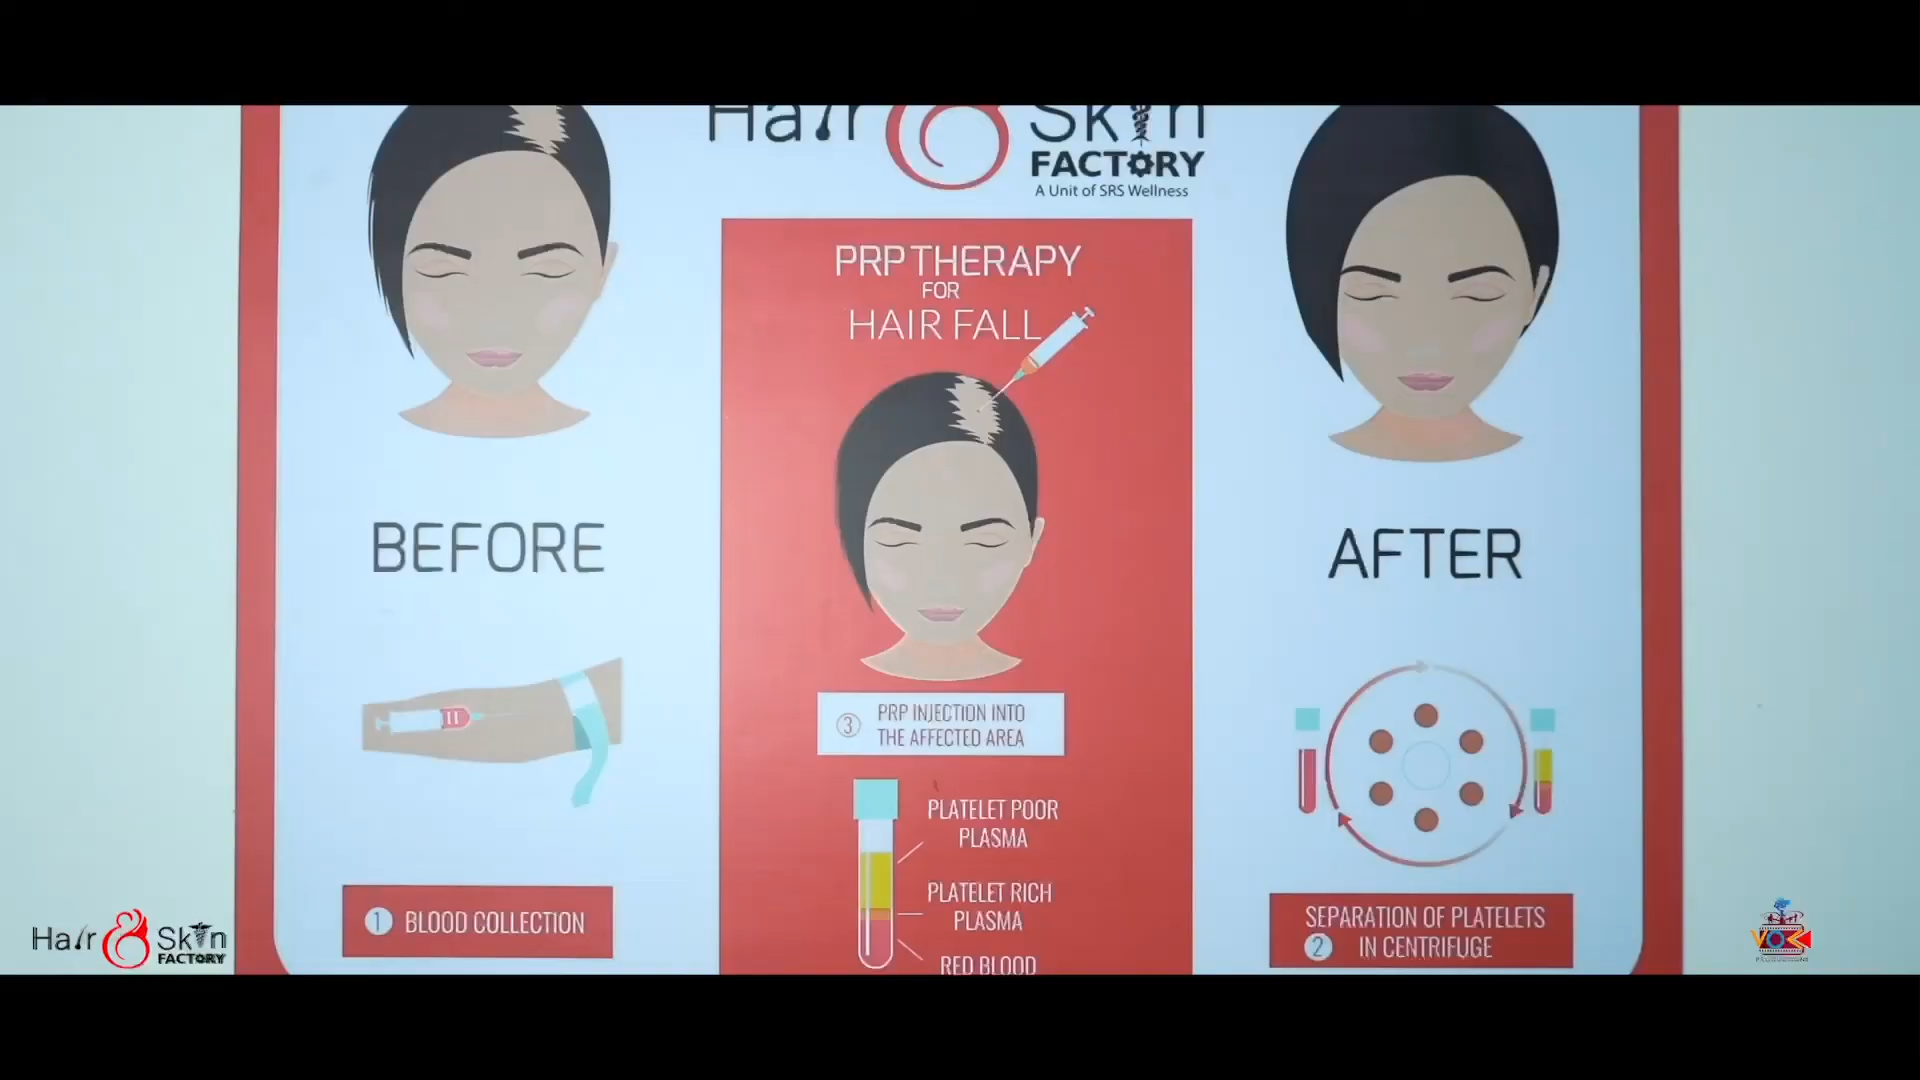 Hair & Skin
FACTORY
A Unit of SRS Wellness
PRP THERAPY
FOR
HAIR FALL
BEFORE
AFTER
3 PRP INJECTION INTO
THE AFFECTED AREA
PLATELET POOR
PLASMA
PLATELET RICH
PLASMA
RED BLOOD
1 BLOOD COLLECTION
SEPARATION OF PLATELETS
2 IN CENTRIFUGE
Hair & Skin
FACTORY